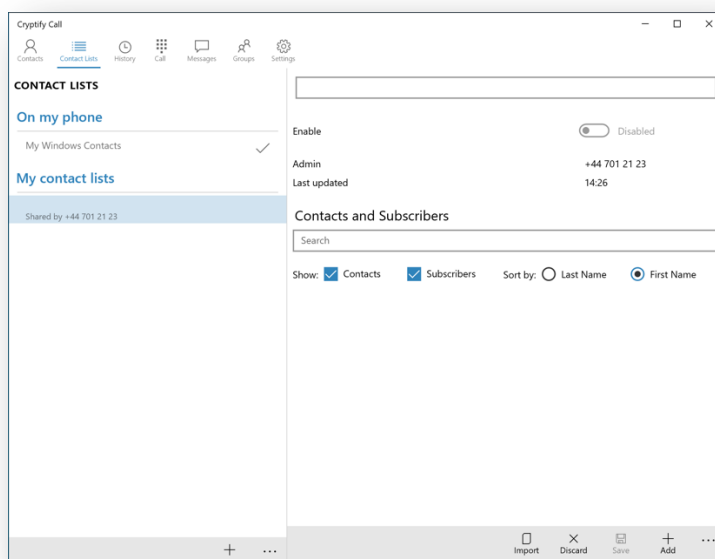 Cryptify Call
Contacts Contact Lists History Call Messages Groups Settings
CONTACT LISTS
On my phone
My Windows Contacts
My contact lists
Shared by +44 701 21 23
Enable Disabled
Admin +44 701 21 23
Last updated 14:26
Contacts and Subscribers
Search
Show: Contacts Subscribers Sort by: Last Name First Name
Import Discard Save Add